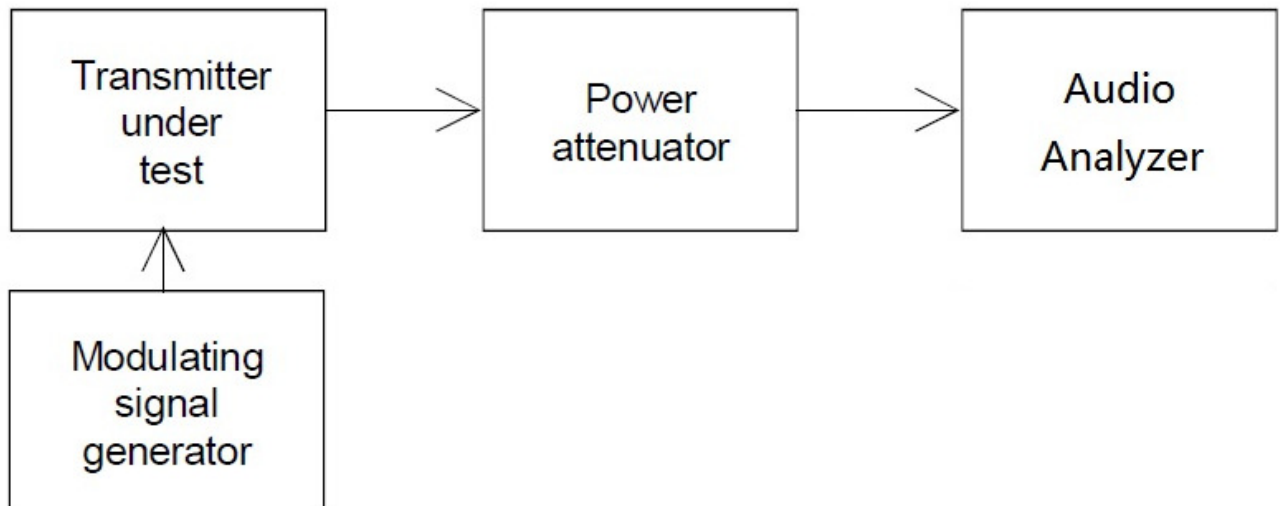 Transmitter
under
test
Power
attenuator
Audio
Analyzer
Modulating
signal
generator